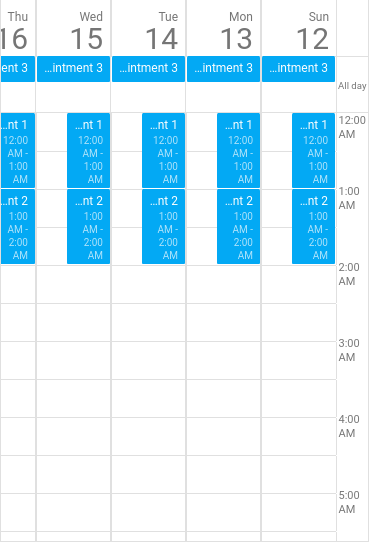 Sun
12
Mon
13
Tue
14
Wed
15
Thu
16
All day
...intment 3
...intment 3
...intment 3
...intment 3
ent 3
12:00
AM
...nt 1
12:00
AM -
1:00
AM
...nt 1
12:00
AM -
1:00
AM
...nt 1
12:00
AM -
1:00
AM
...nt 1
12:00
AM -
1:00
AM
...nt 1
12:00
AM -
1:00
AM
1:00
AM
...nt 2
1:00
AM -
2:00
AM
...nt 2
1:00
AM -
2:00
AM
...nt 2
1:00
AM -
2:00
AM
...nt 2
1:00
AM -
2:00
AM
...nt 2
1:00
AM -
2:00
AM
2:00
AM
3:00
AM
4:00
AM
5:00
AM